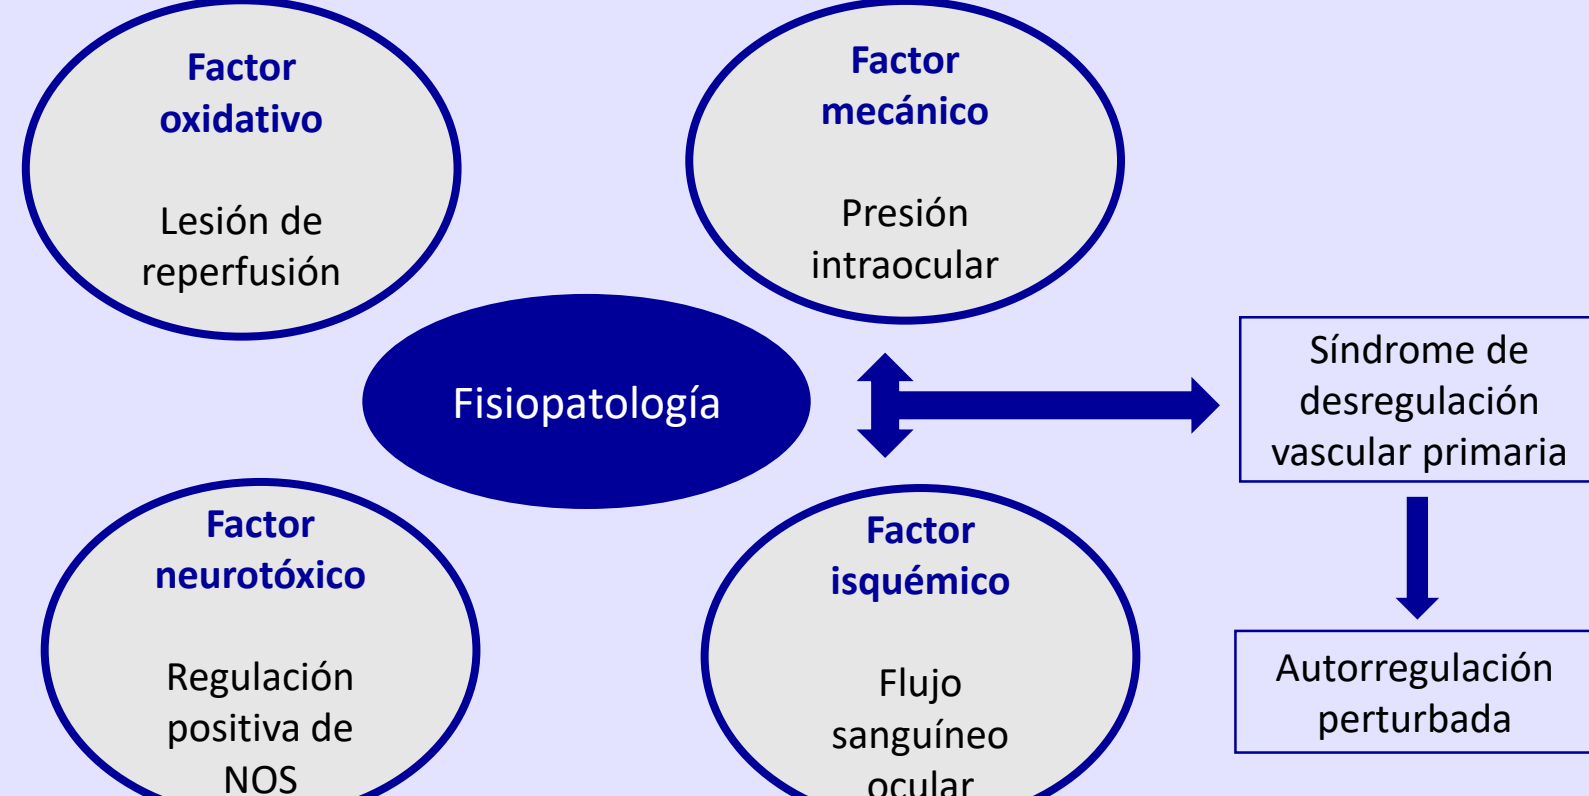 Factor
oxidativo
Lesión de
reperfusión
Factor
mecánico
Presión
intraocular
Fisiopatología
Síndrome de
desregulación
vascular primaria
Factor
neurotóxico
Regulación
positiva de
NOS
Factor
isquémico
Flujo
sanguíneo
ocular
Autorregulación
perturbada